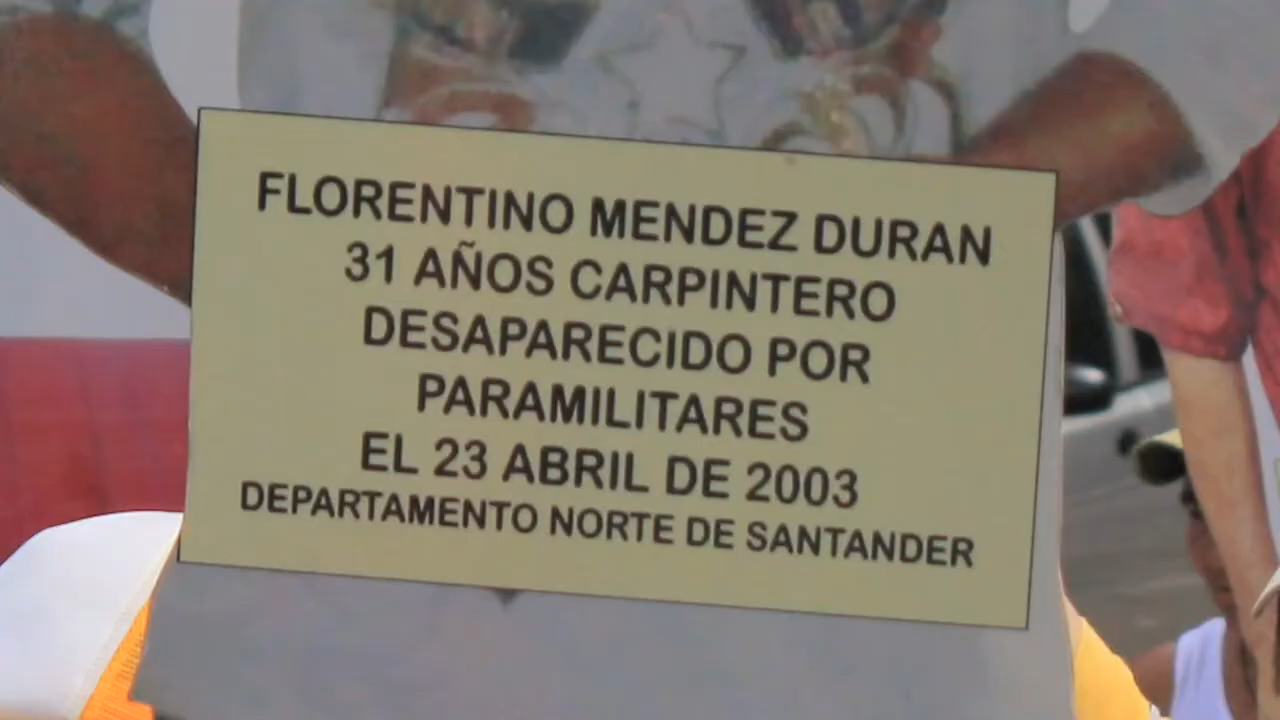 FLORENTINO MENDEZ DURAN
31 AÑOS CARPINTERO
DESAPARECIDO POR
PARAMILITARES
EL 23 ABRIL DE 2003
DEPARTAMENTO NORTE DE SANTANDER